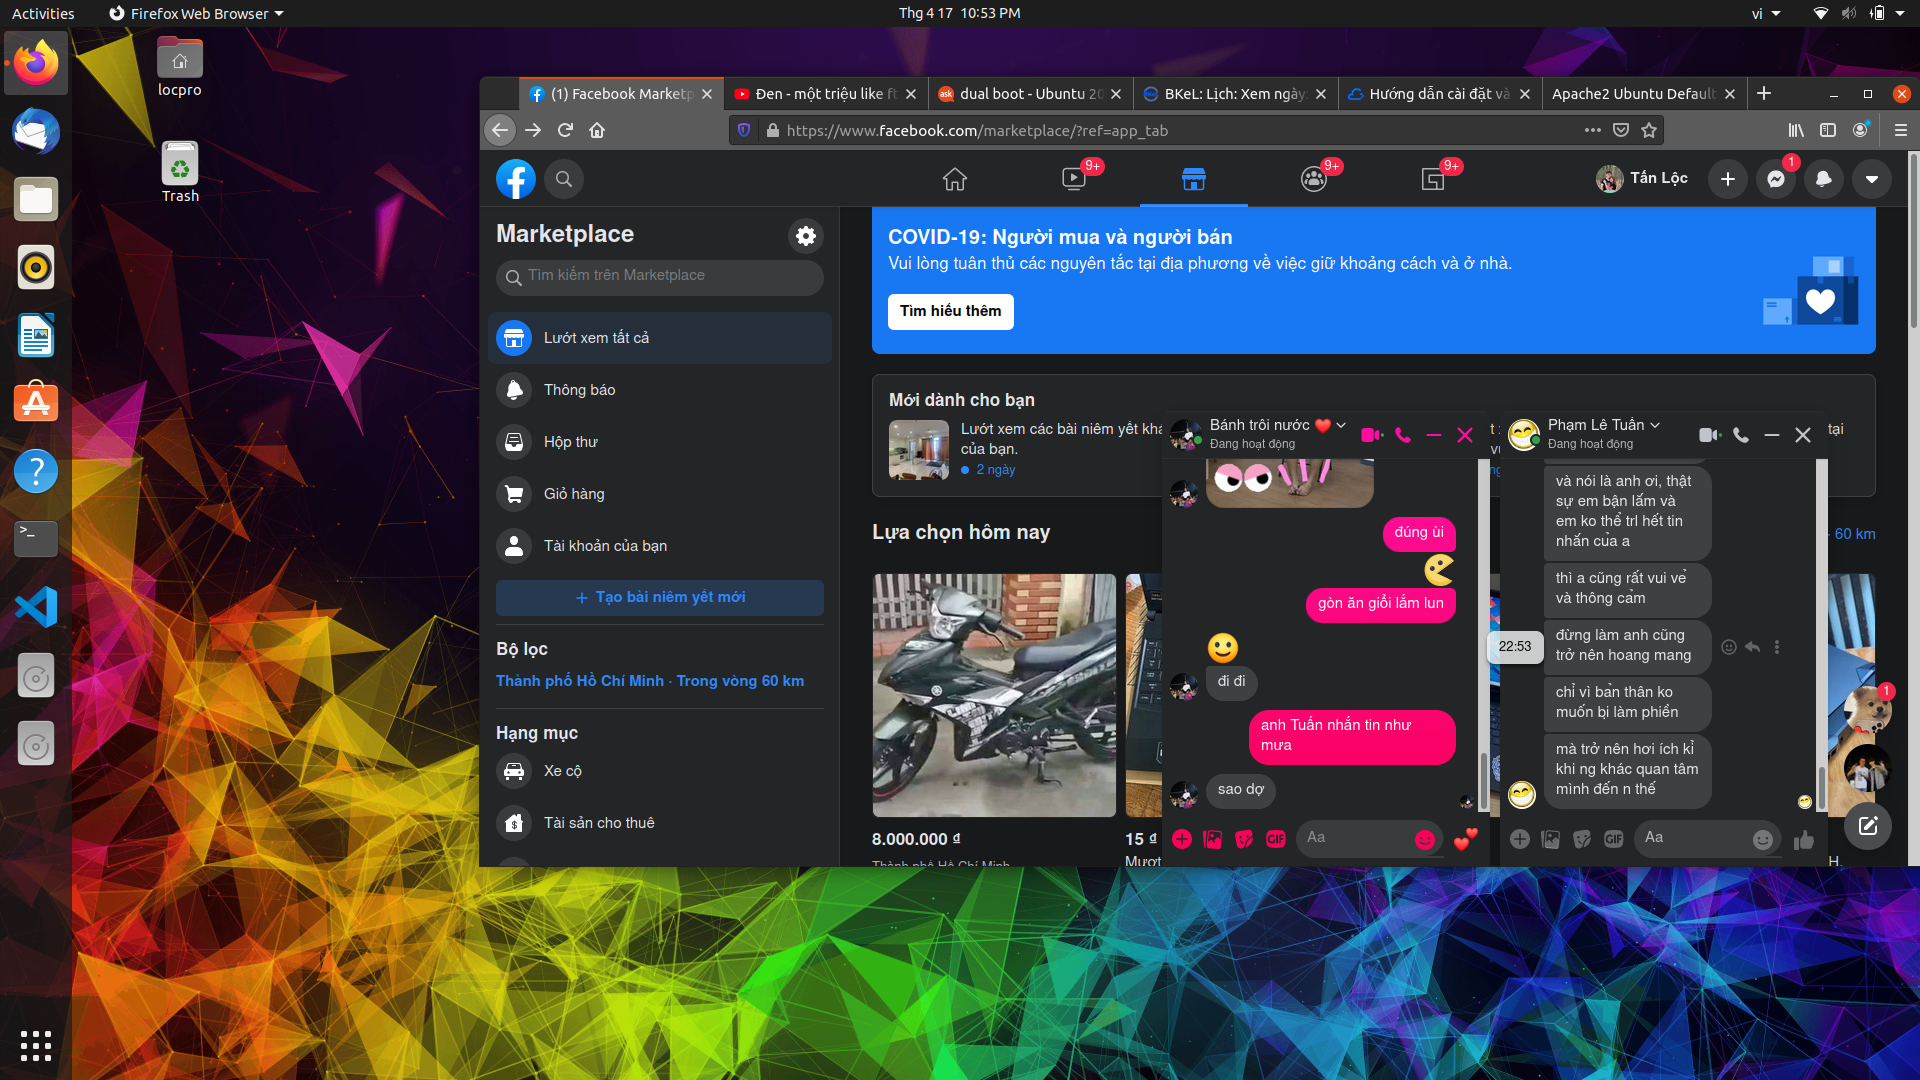 Activities
Firefox Web Browser
Thg 4 17 10:53 PM
vi
locpro
Trash
(1) Facebook Marketp
Đen - một triệu like ft
dual boot - Ubuntu 20
BKeL: Lịch: Xem ngày:
Hướng dẫn cài đặt và
Apache2 Ubuntu Default
https://www.facebook.com/marketplace/?ref=app_tab
9+
9+
9+
Tấn Lộc
1
Marketplace
Tìm kiếm trên Marketplace
Lướt xem tất cả
Thông báo
Hộp thư
Giỏ hàng
Tài khoản của bạn
+ Tạo bài niêm yết mới
Bộ lọc
Thành phố Hồ Chí Minh · Trong vòng 60 km
Hạng mục
Xe cộ
Tài sản cho thuê
COVID-19: Người mua và người bán
Vui lòng tuân thủ các nguyên tắc tại địa phương về việc giữ khoảng cách và ở nhà.
Tìm hiểu thêm
Mới dành cho bạn
Lướt xem các bài niêm yết
của bạn.
2 ngày
tại
Lựa chọn hôm nay
60 km
8.000.000 ₫
Thành phố Hồ Chí Minh
15 ₫
Mượt
H.
Bánh trôi nước ❤️
Đang hoạt động
đúng ùi
gòn ăn giỏi lắm lun
đi đi
anh Tuấn nhắn tin như
mưa
sao dợ
GIF
Aa
Phạm Lê Tuần
Đang hoạt động
và nói là anh ơi, thật
sự em bận lắm và
em ko thể trl hết tin
nhấn của a
thì a cũng rất vui vẻ
và thông cảm
22:53
đừng làm anh cũng
trở nên hoang mang
chỉ vì bản thân ko
muốn bị làm phiền
mà trở nên hơi ích kỉ
khi ng khác quan tâm
mình đến n thế
GIF
Aa
1